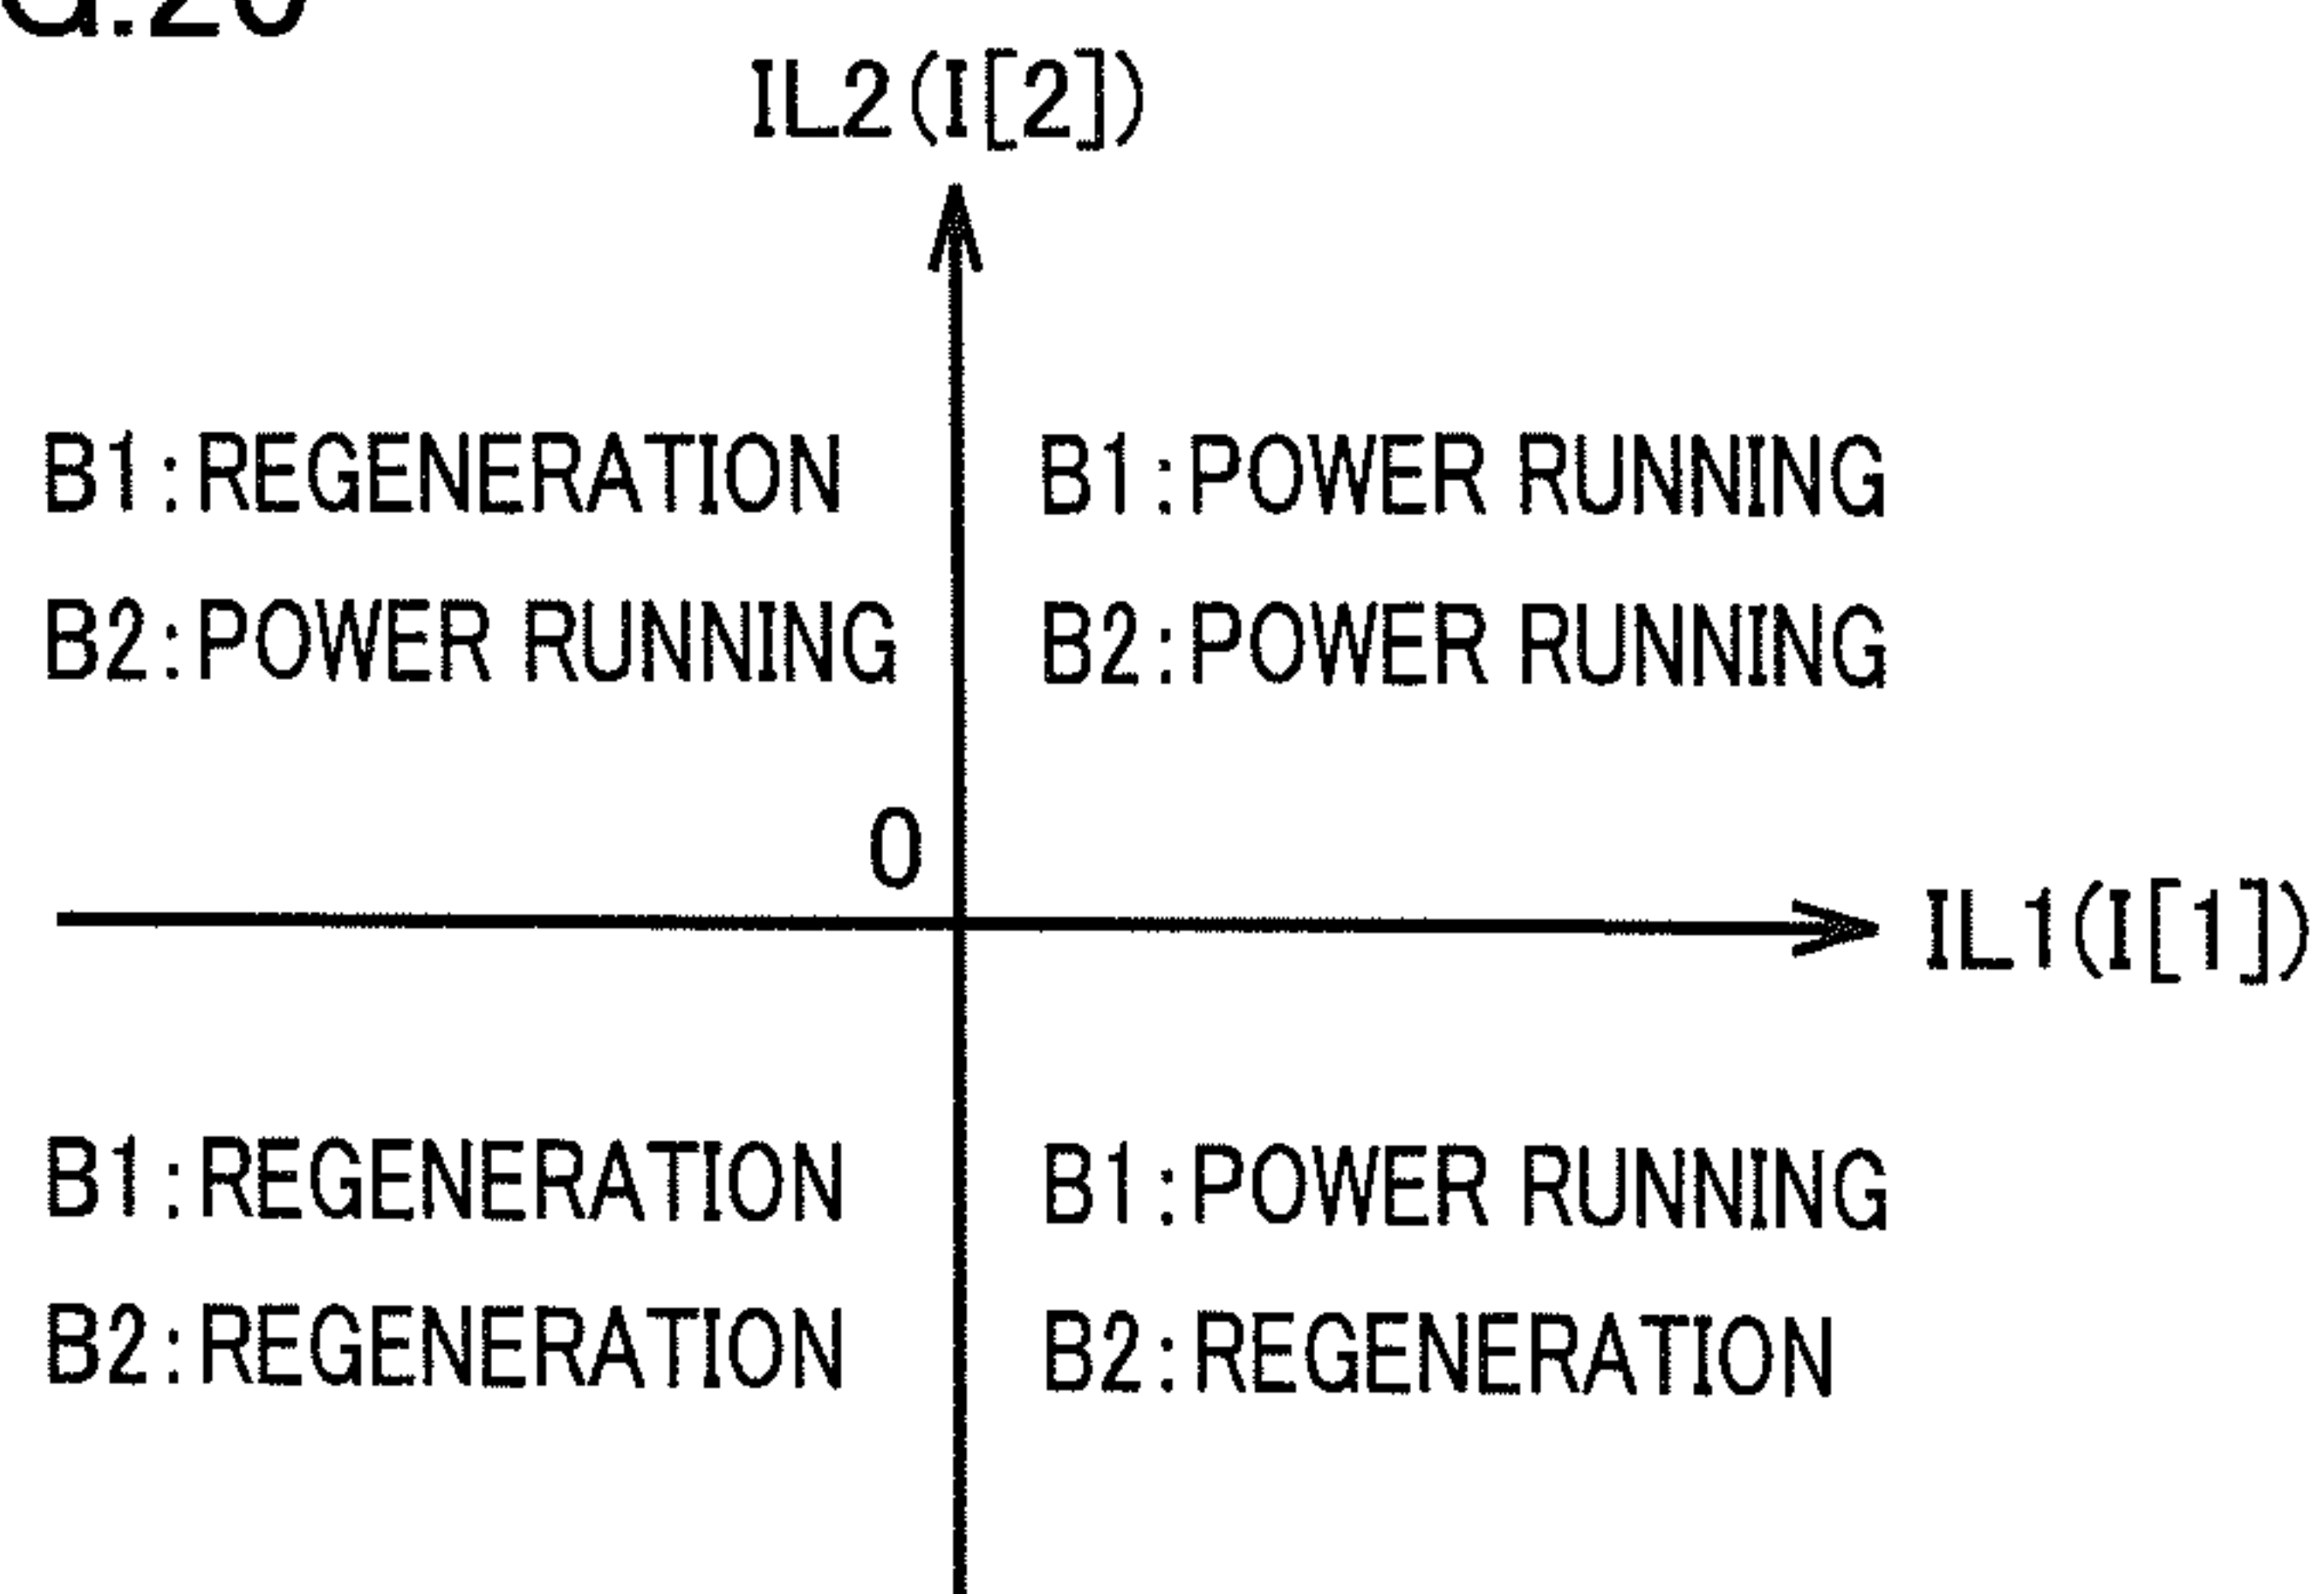 IL2(I[2])
B1:REGENERATION
B1:POWER RUNNING
B2:POWER RUNNING
B2:POWER RUNNING
0
IL1(I[1])
B1:REGENERATION
B1:POWER RUNNING
B2:REGENERATION
B2:REGENERATION